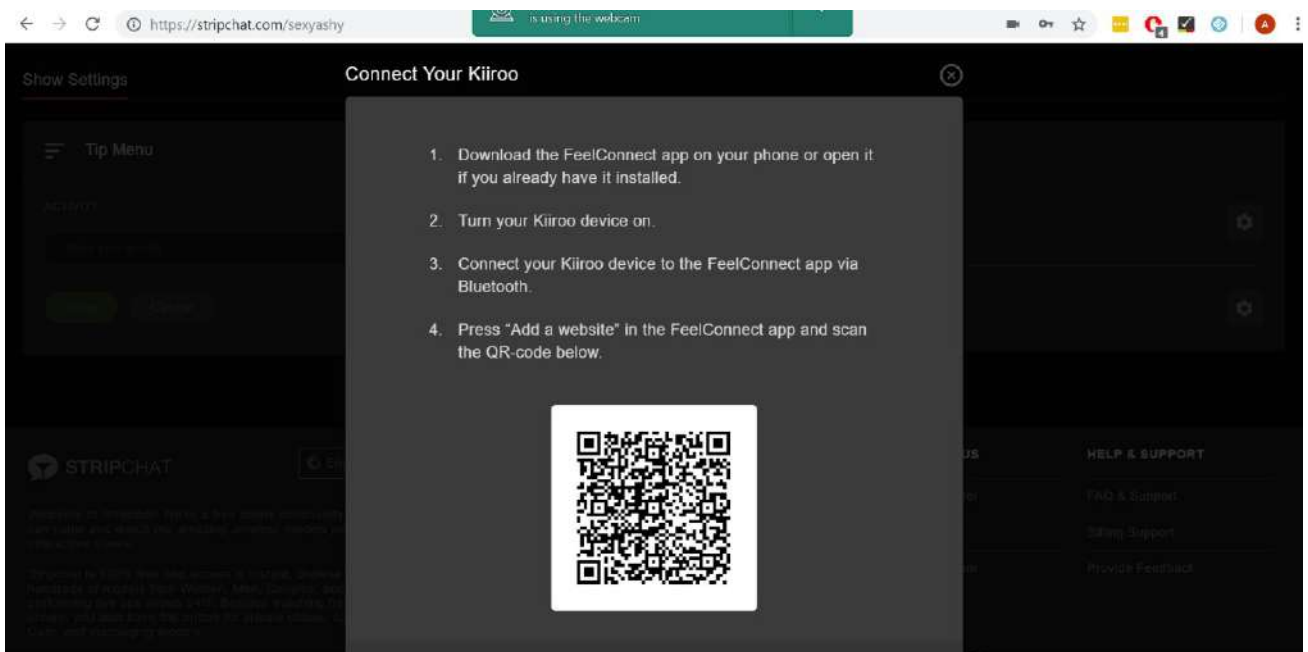 https://stripchat.com/sexyashy
is using the webcam
A
Show Settings
Connect Your Kiiroo
Tip Menu
ACTIVITY
1. Download the FeelConnect app on your phone or open it
if you already have it installed.
2. Turn your Kiiroo device on.
3. Connect your Kiiroo device to the FeelConnect app via
Bluetooth.
4. Press “Add a website” in the FeelConnect app and scan
the QR-code below.
STRIPCHAT
US
HELP & SUPPORT
FAQ & Support
Billing Support
Provide Feedback